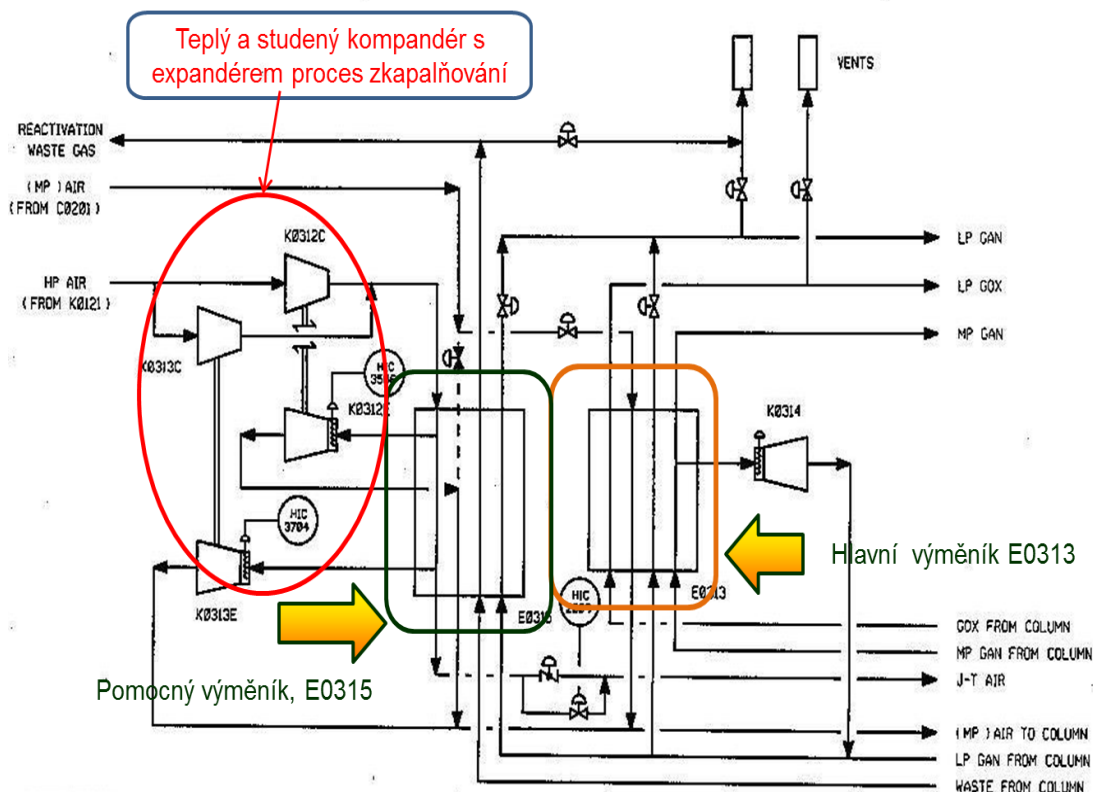 Teplý a studený kompandér s
expandérem proces zkapalňování
VENTS
REACTIVATION
WASTE GAS
(MP )AIR
(FROM C0201)
K0312C
LP GAN
HP AIR
(FROM K0121)
LP GOX
MP GAN
K0313C
HIC
K0312E
K0314
HIC
3704
Hlavní výměník E0313
K0313E
HIC
E0313
E0315
GOX FROM COLUMN
MP GAN FROM COLUMN
J-T AIR
Pomocný výměník, E0315
(MP )AIR TO COLUMN
LP GAN FROM COLUMN
WASTE FROM COLUMN